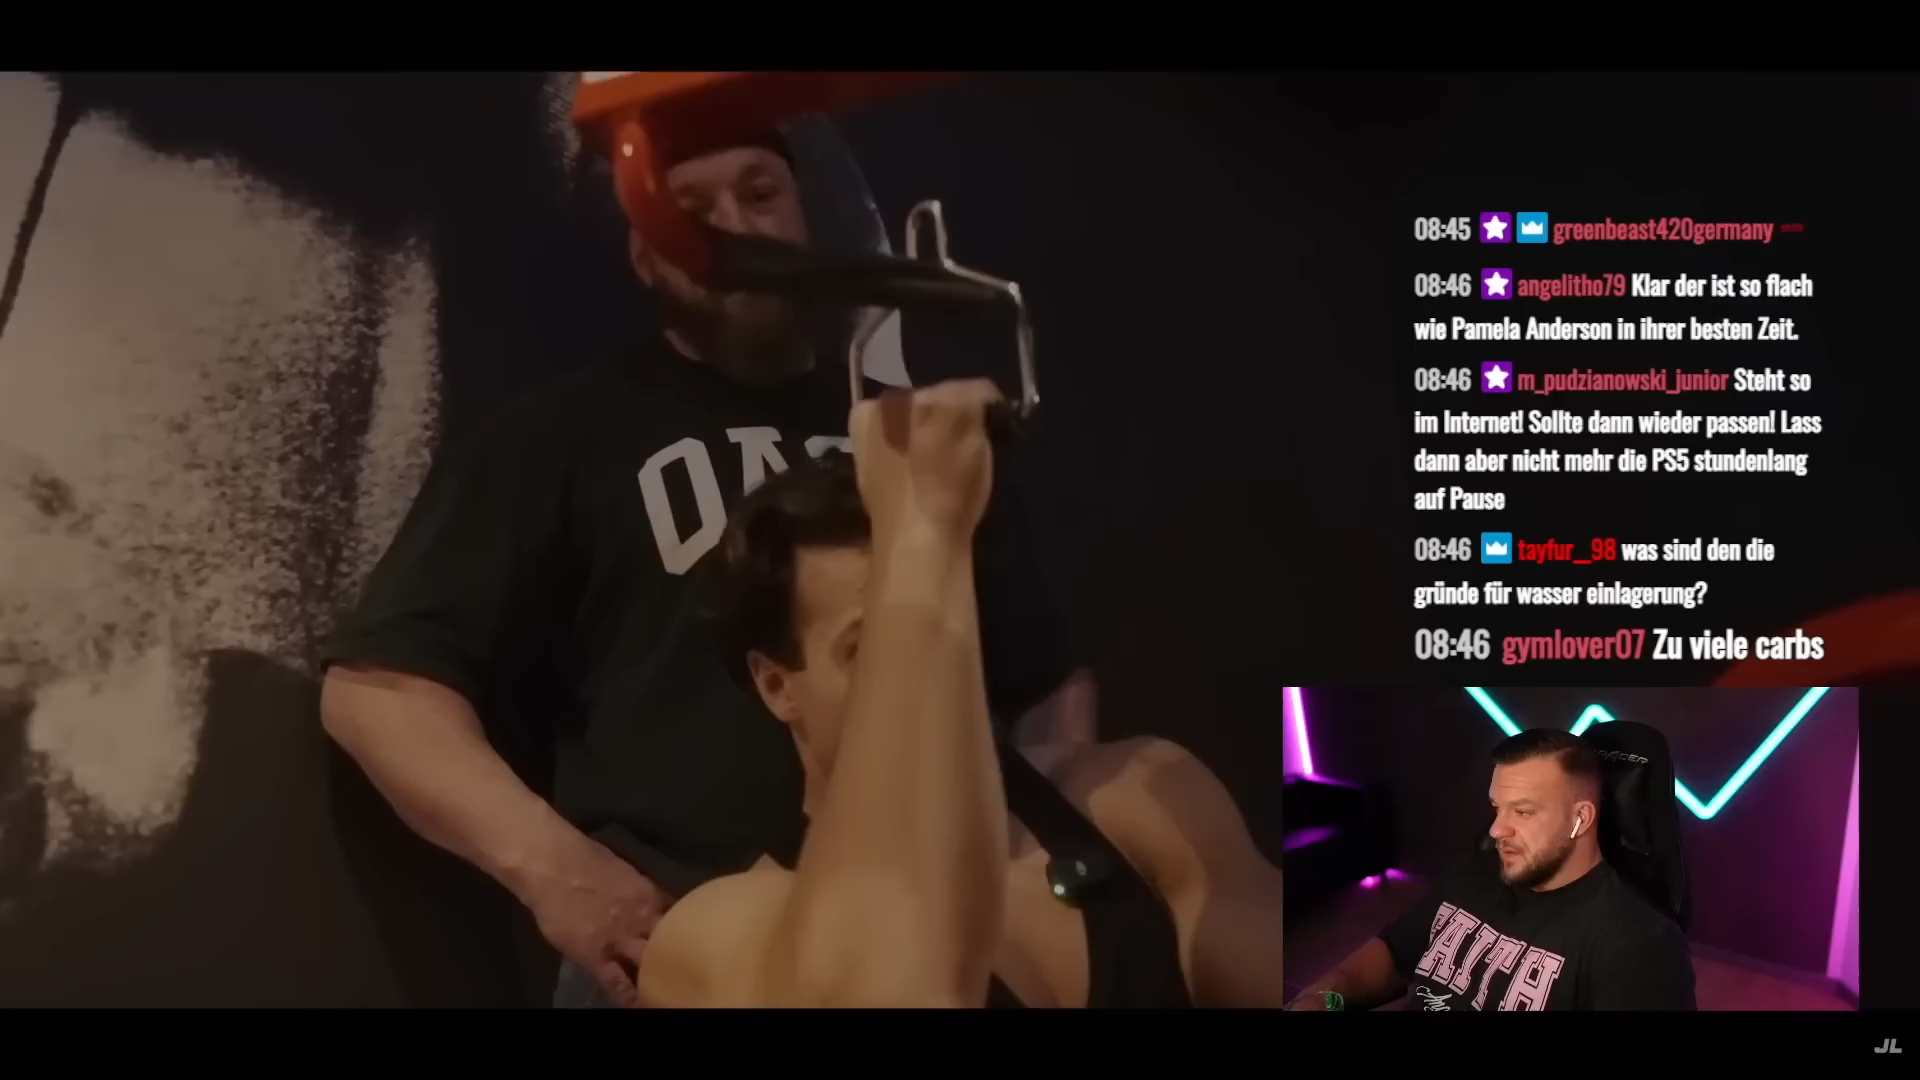 08:45 greenbeast420germany
08:46 angelitho79 Klar der ist so flach
wie Pamela Anderson in ihrer besten Zeit.
08:46 m_pudzianowski_junior Steht so
im Internet! Sollte dann wieder passen! Lass
dann aber nicht mehr die PS5 stundenlang
auf Pause
08:46 tayfur_98 was sind den die
gründe für wasser einlagerung?
08:46 gymlover07 Zu viele carbs
FAITH
JL